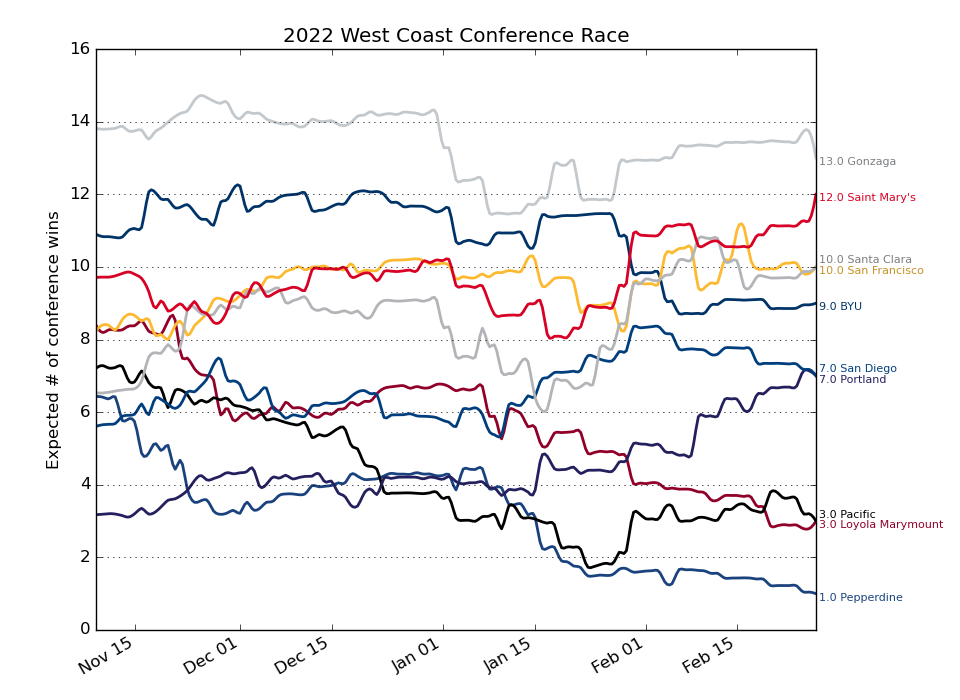 2022 West Coast Conference Race
Expected # of conference wins
16
14
12
10
8
6
4
2
0
Nov 15
Dec 01
Dec 15
Jan 01
Jan 15
Feb 01
Feb 15
13.0 Gonzaga
12.0 Saint Mary's
10.0 Santa Clara
10.0 San Francisco
9.0 BYU
7.0 San Diego
7.0 Portland
3.0 Pacific
3.0 Loyola Marymount
1.0 Pepperdine